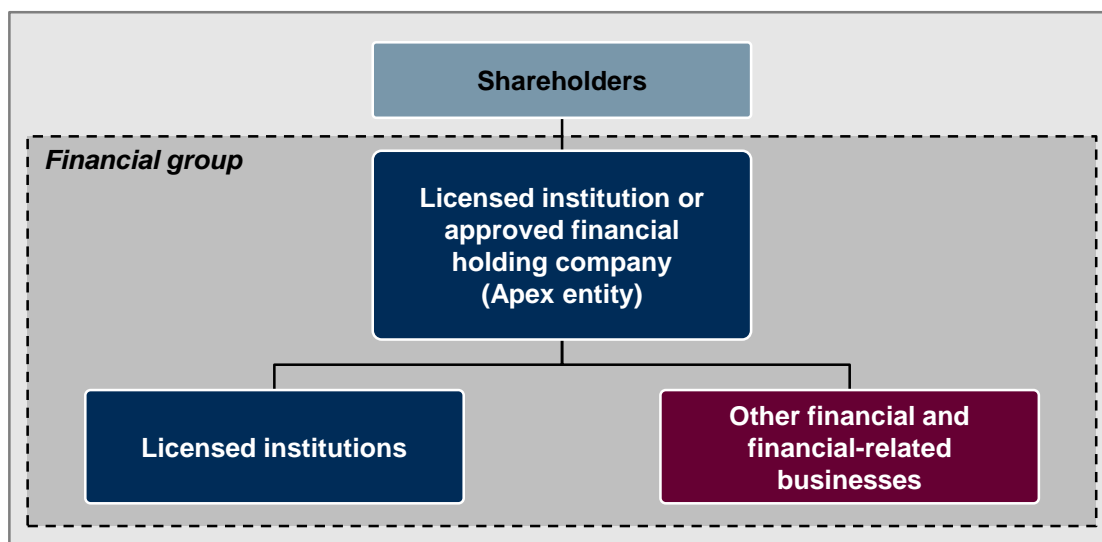 Shareholders
Financial group
Licensed institution or
approved financial
holding company
(Apex entity)
Licensed institutions
Other financial and
financial-related
businesses